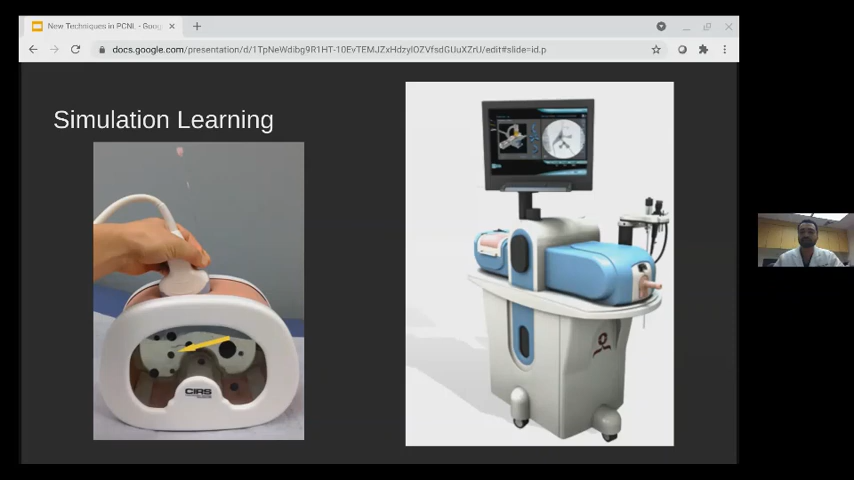 New Techniques in PCNL - Goog
docs.google.com/presentation/d/1TpNeWdibg9R1HT-10EvTEMJZxHdzylOZVfsdGUuXZrU/edit#slide=id.p
Simulation Learning
CIRS